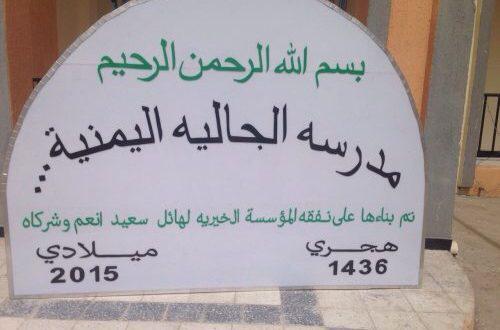 بسم الله الرحمن الرحيم
مدرسه الجاليه اليمنية...
تم بناءها على نفقه المؤسسة الخيريه لهائل سعيد انعم وشركاه
هجري ميلادي
1436 2015